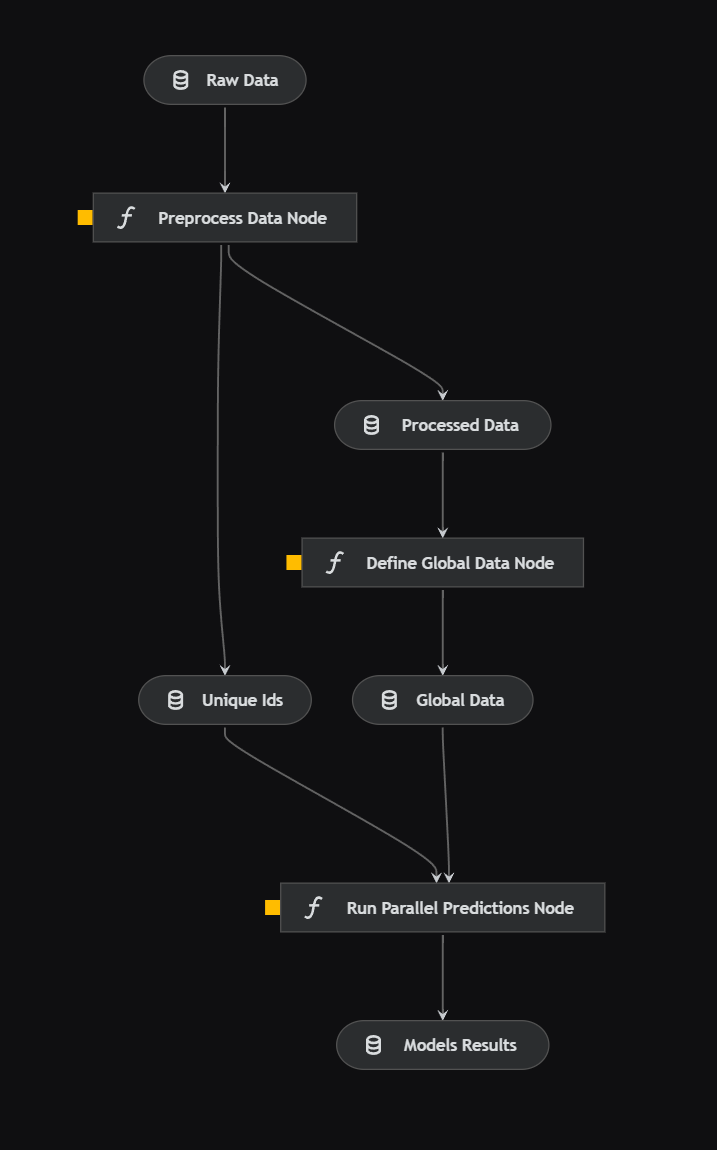 Raw Data
Preprocess Data Node
Processed Data
Define Global Data Node
Unique Ids
Global Data
Run Parallel Predictions Node
Models Results